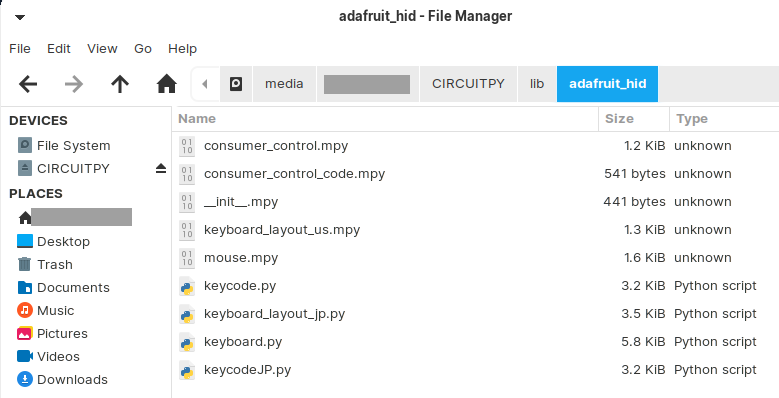 adafruit_hid - File Manager
File Edit View Go Help
media CIRCUITPY lib adafruit_hid
DEVICES
File System
CIRCUITPY
PLACES
Desktop
Trash
Documents
Music
Pictures
Videos
Downloads
Name Size Type
consumer_control.mpy 1.2 KiB unknown
consumer_control_code.mpy 541 bytes unknown
__init__.mpy 441 bytes unknown
keyboard_layout_us.mpy 1.3 KiB unknown
mouse.mpy 1.6 KiB unknown
keycode.py 3.2 KiB Python script
keyboard_layout_jp.py 3.5 KiB Python script
keyboard.py 5.8 KiB Python script
keycodeJP.py 3.2 KiB Python script